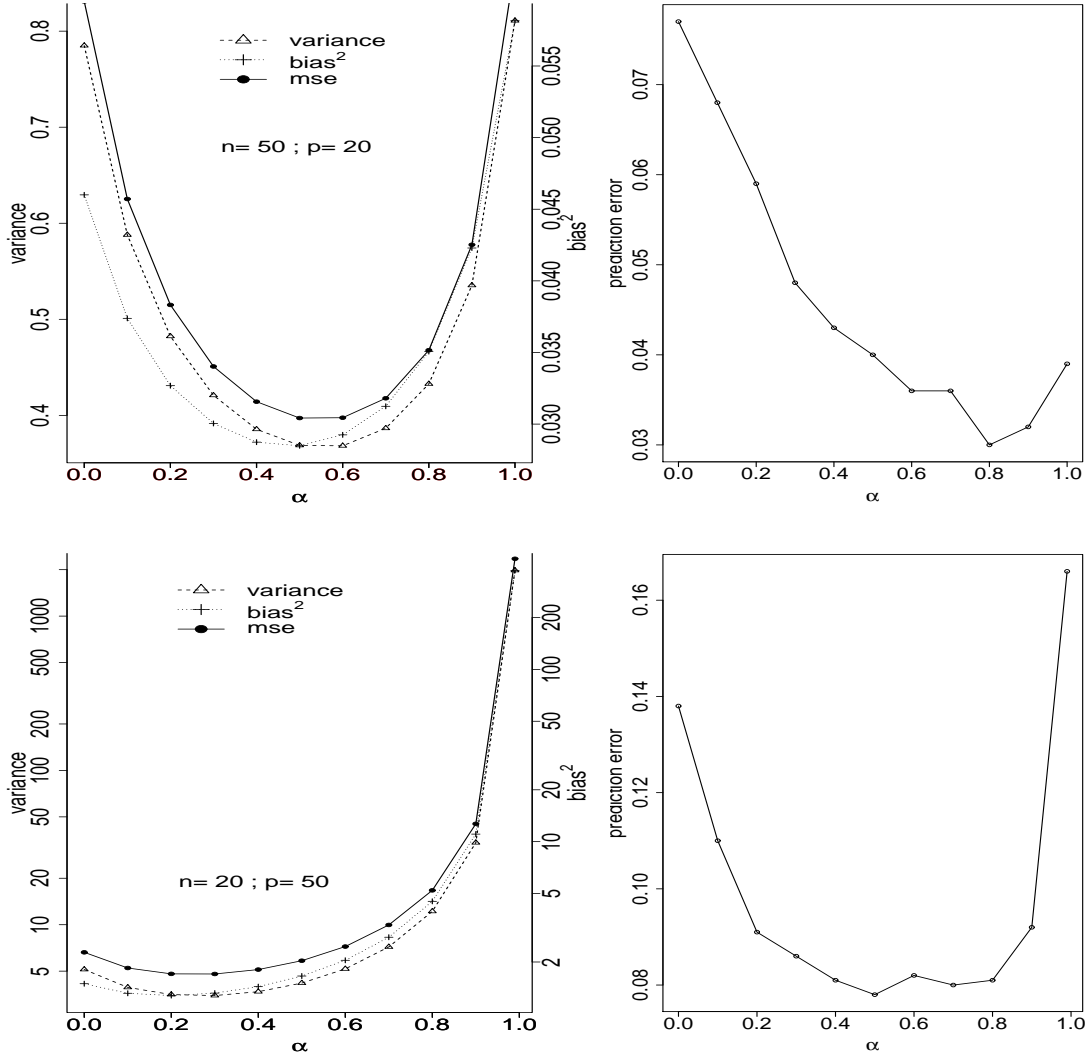 variance
bias2
mse
n= 50 ; p= 20
variance
0.4
0.5
0.6
0.7
0.8
bias2
0.030
0.035
0.040
0.045
0.050
0.055
0.0 0.2 0.4 0.6 0.8 1.0
α
prediction error
0.03
0.04
0.05
0.06
0.07
0.0 0.2 0.4 0.6 0.8 1.0
α
variance
bias2
mse
n= 20 ; p= 50
variance
5
10
20
50
100
200
500
1000
bias2
2
5
10
20
50
100
200
0.0 0.2 0.4 0.6 0.8 1.0
α
prediction error
0.08
0.10
0.12
0.14
0.16
0.0 0.2 0.4 0.6 0.8 1.0
α